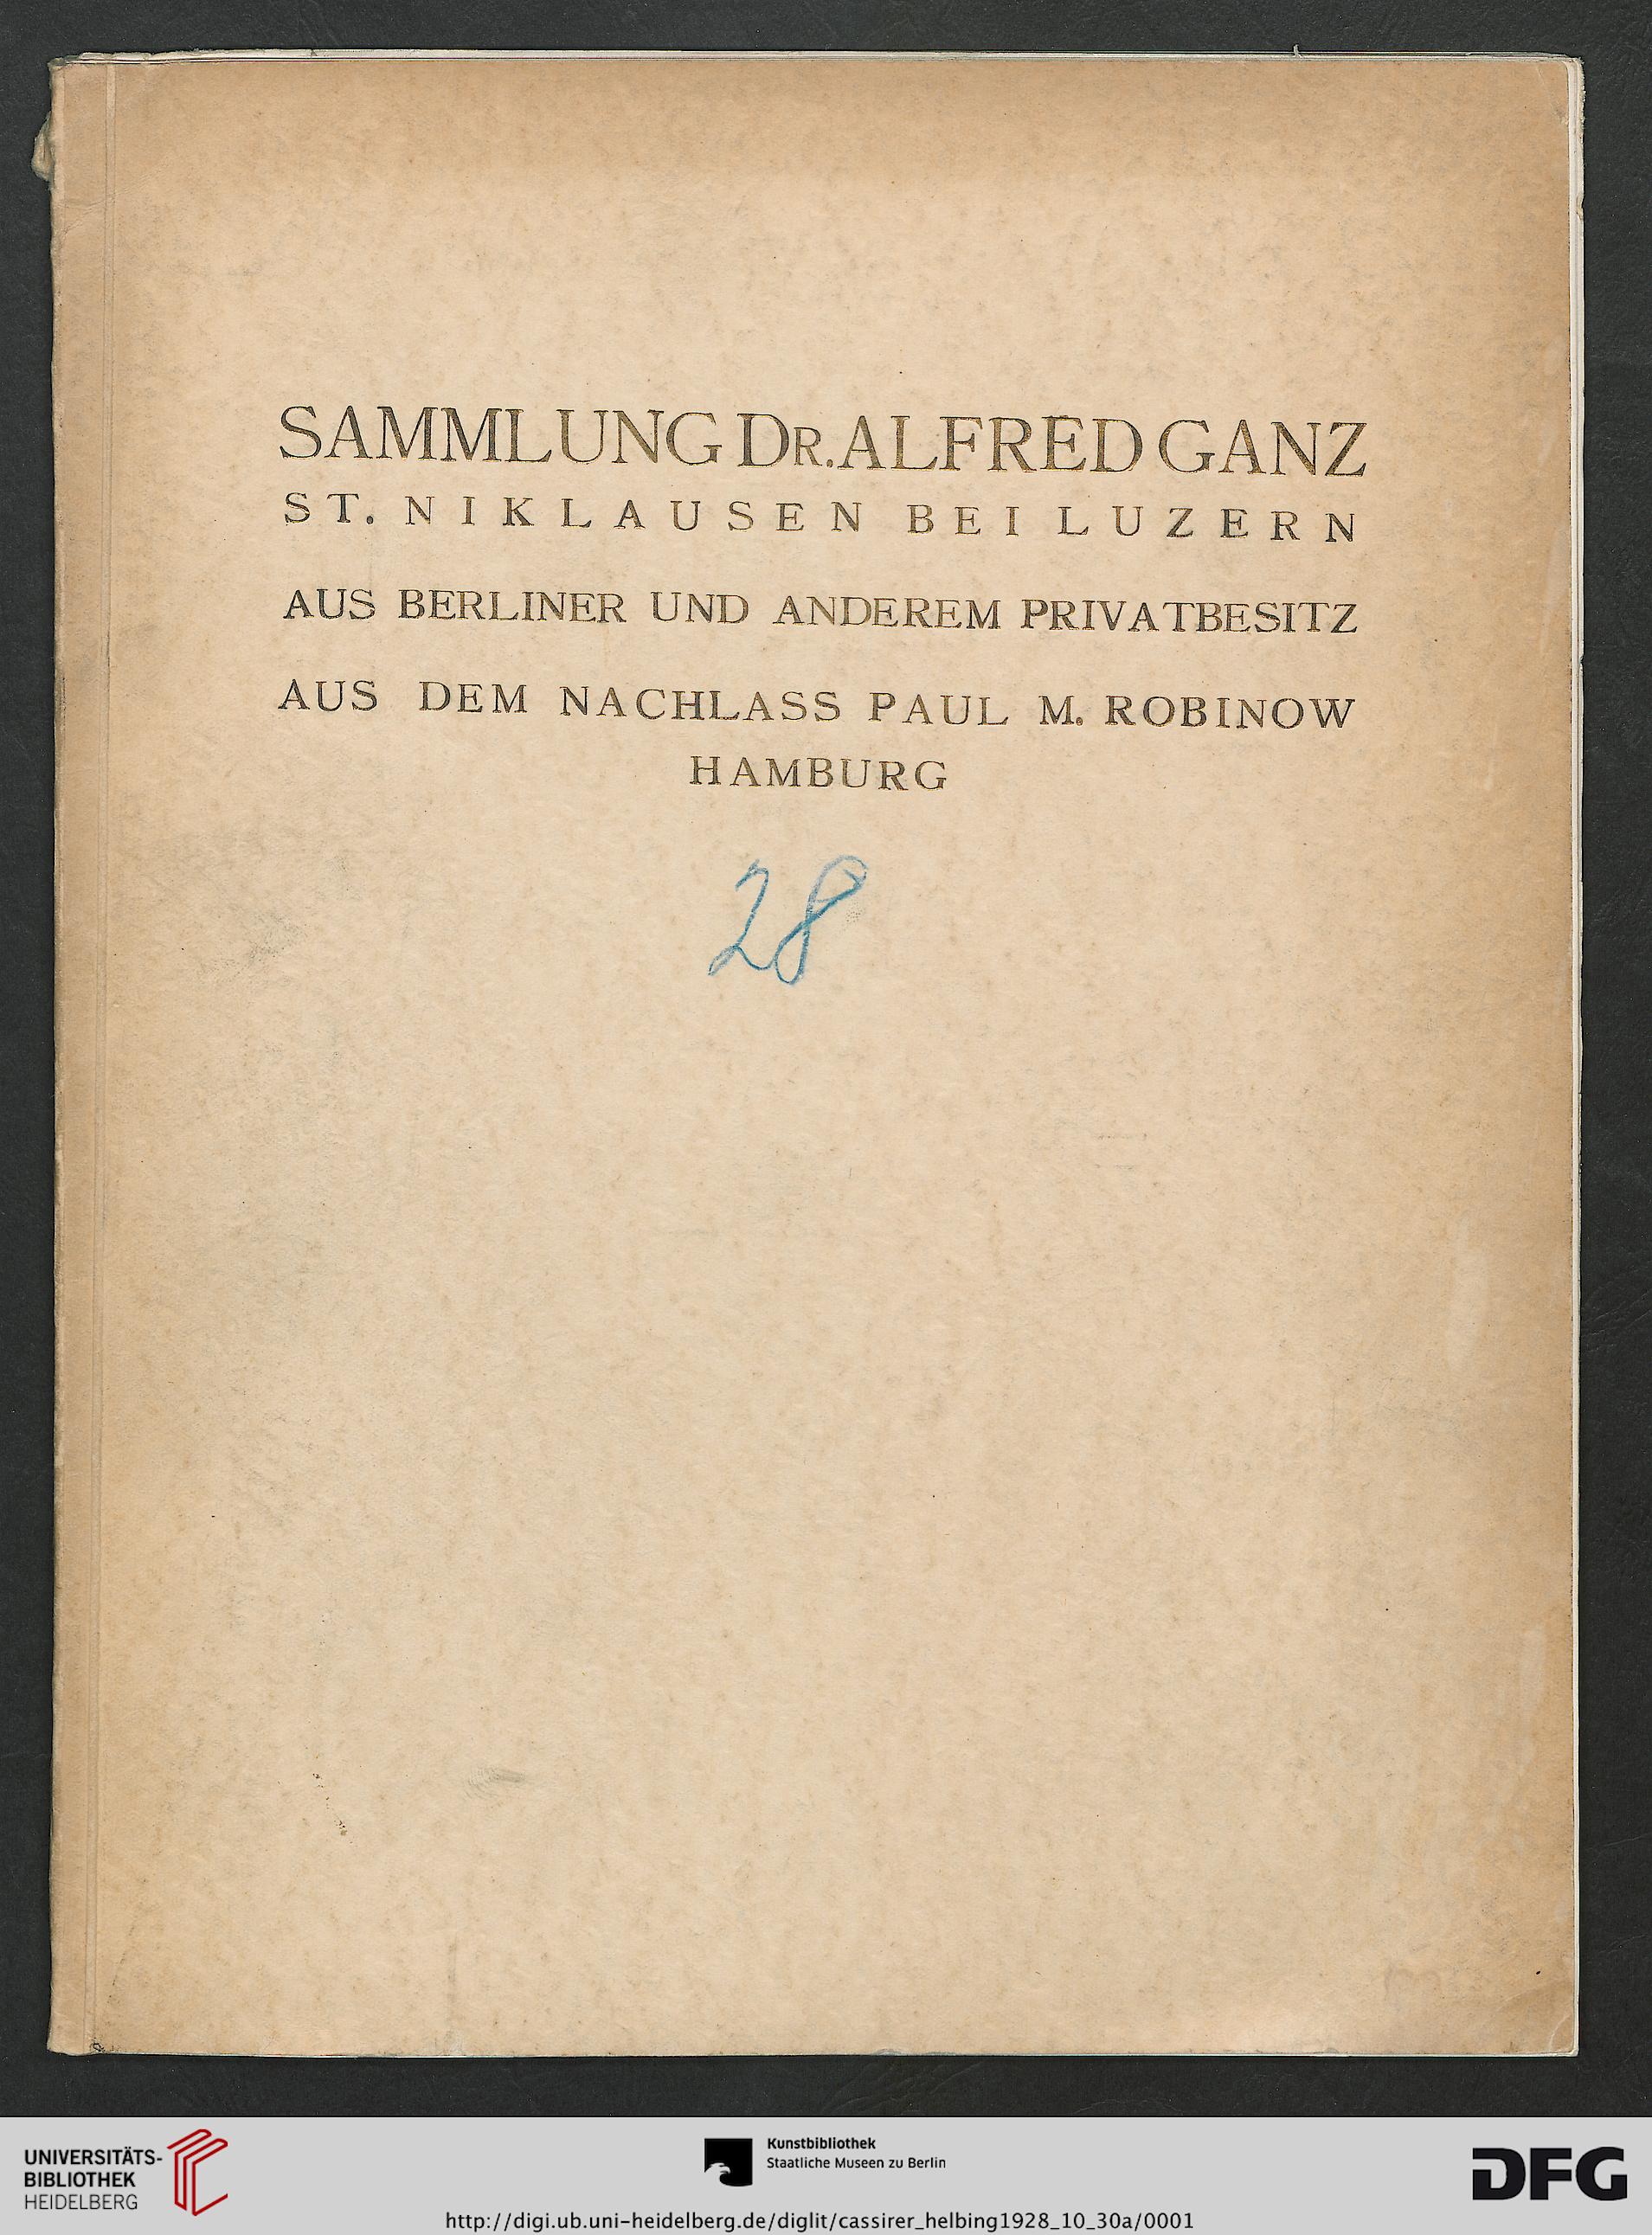 SAMMLUNG DR. ALFRED GANZ
ST. NIKLAUSEN BEI LUZERN
AUS BERLINER UND ANDEREM PRIVATBESITZ
AUS DEM NACHLASS PAUL M. ROBINOW
HAMBURG
28
UNIVERSITÄTS-
BIBLIOTHEK
HEIDELBERG
Kunstbibliothek
Staatliche Museen zu Berlin
DFG
http://digi.ub.uni-heidelberg.de/diglit/cassirer_helbing1928_10_30a/0001